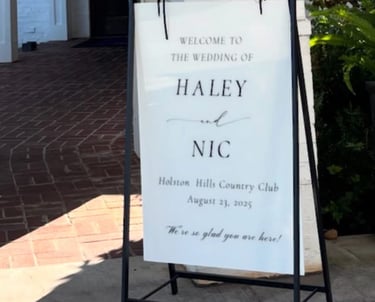 WELCOME TO
THE WEDDING OF
HALEY
and
NIC
Holston Hills Country Club
August 23, 2025
We're so glad you are here!